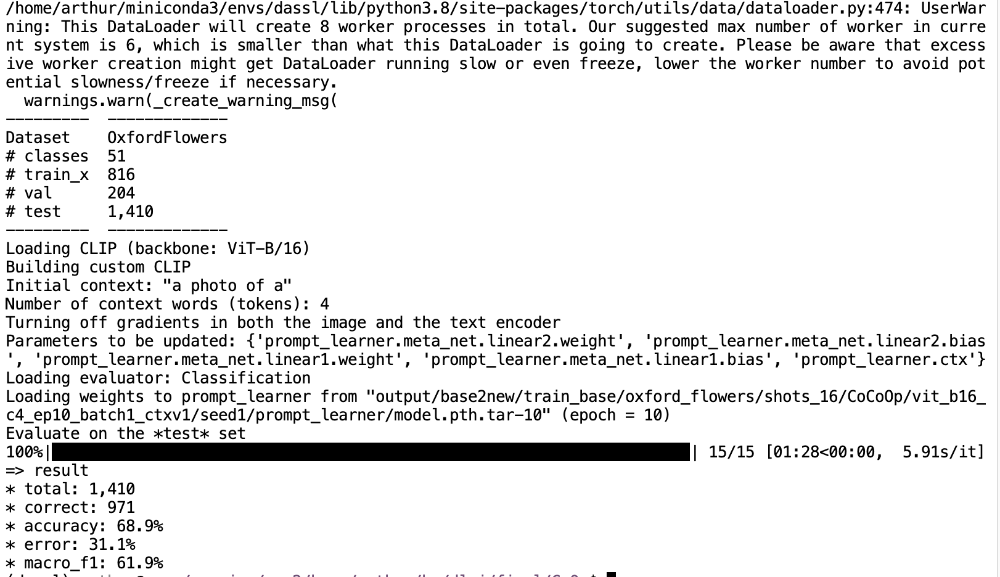 /home/arthur/miniconda3/envs/dassl/lib/python3.8/site-packages/torch/utils/data/dataloader.py:474: UserWar
ning: This DataLoader will create 8 worker processes in total. Our suggested max number of worker in curre
nt system is 6, which is smaller than what this DataLoader is going to create. Please be aware that excess
ive worker creation might get DataLoader running slow or even freeze, lower the worker number to avoid pot
ential slowness/freeze if necessary.
  warnings.warn(_create_warning_msg(
---------  -------------
Dataset    OxfordFlowers
# classes  51
# train_x  816
# val      204
# test     1,410
---------  -------------
Loading CLIP (backbone: ViT-B/16)
Building custom CLIP
Initial context: "a photo of a"
Number of context words (tokens): 4
Turning off gradients in both the image and the text encoder
Parameters to be updated: {'prompt_learner.meta_net.linear2.weight', 'prompt_learner.meta_net.linear2.bias
', 'prompt_learner.meta_net.linear1.weight', 'prompt_learner.meta_net.linear1.bias', 'prompt_learner.ctx'}
Loading evaluator: Classification
Loading weights to prompt_learner from "output/base2new/train_base/oxford_flowers/shots_16/CoCoOp/vit_b16_
c4_ep10_batch1_ctxv1/seed1/prompt_learner/model.pth.tar-10" (epoch = 10)
Evaluate on the *test* set
100%|| 15/15 [01:28<00:00,  5.91s/it]
=> result
* total: 1,410
* correct: 971
* accuracy: 68.9%
* error: 31.1%
* macro_f1: 61.9%